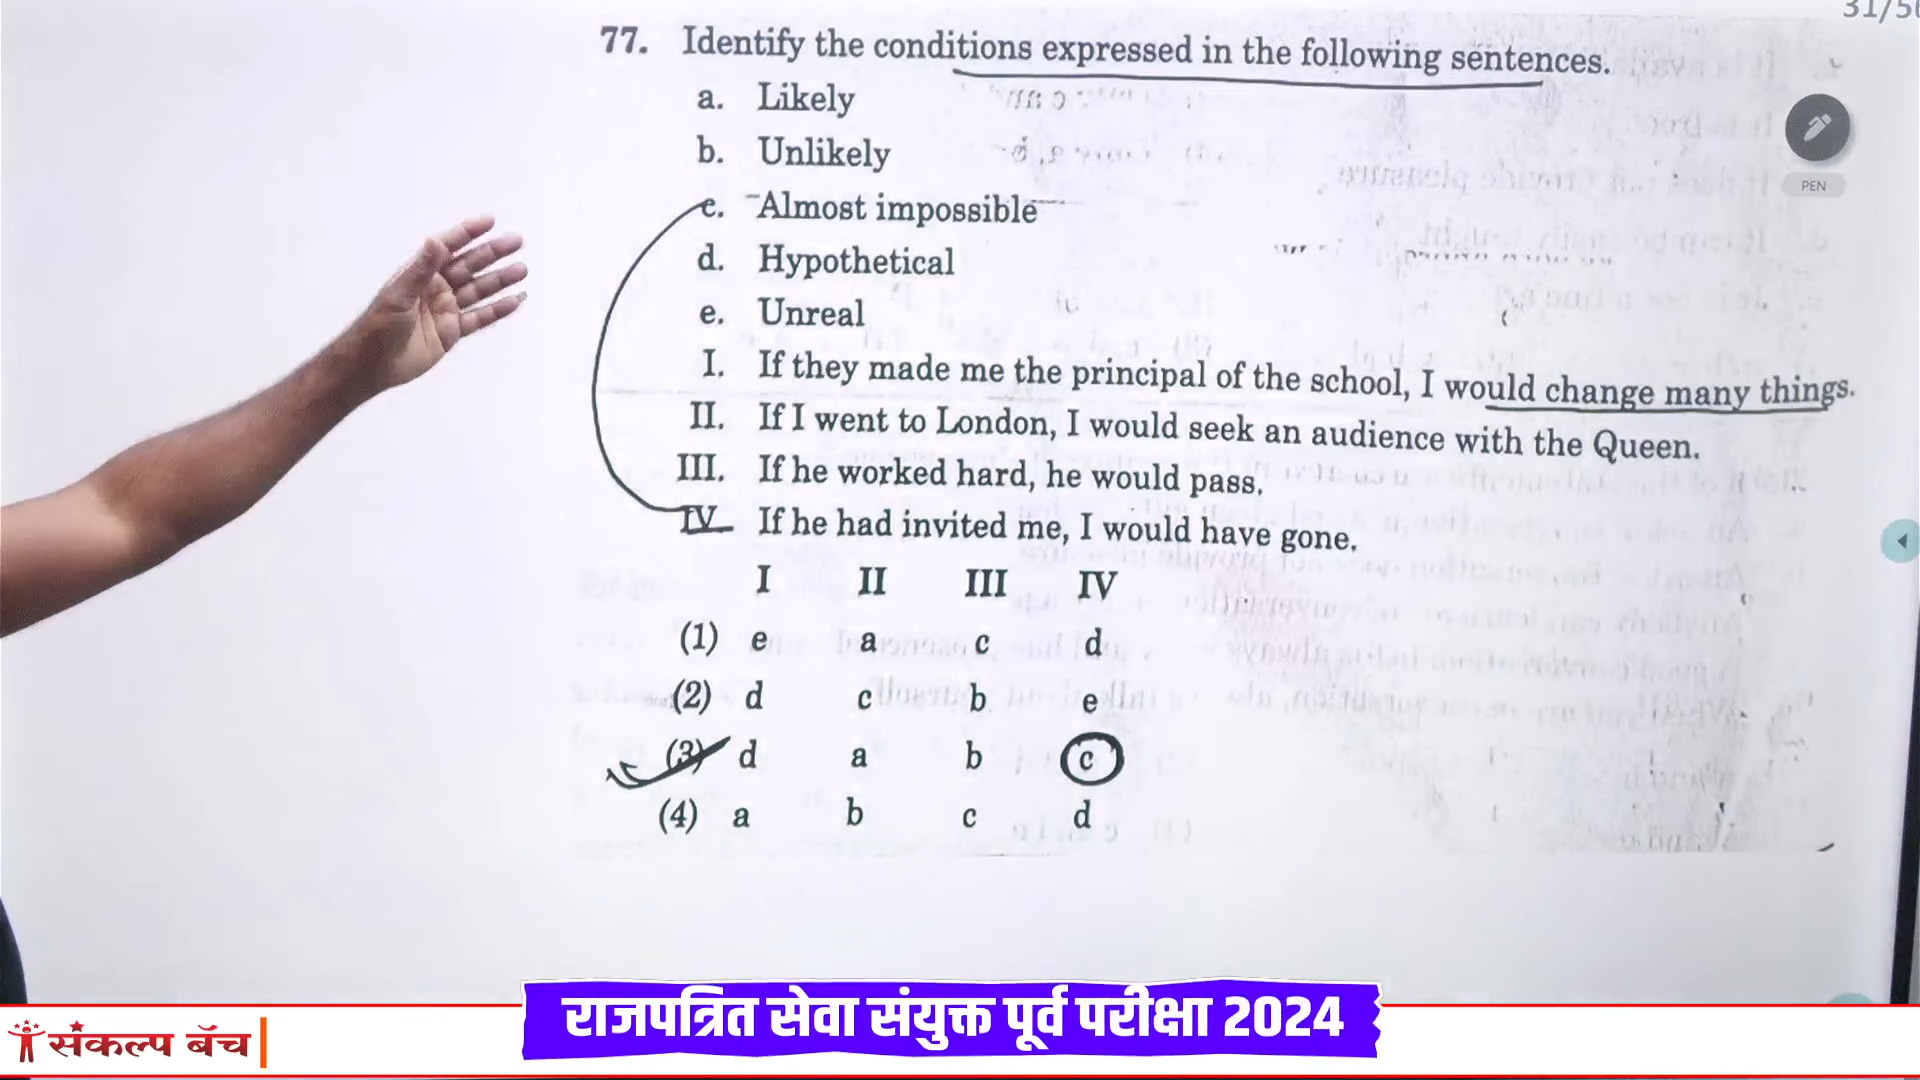 31/5
77. Identify the conditions expressed in the following sentences.
a. Likely
b. Unlikely
c. Almost impossible
d. Hypothetical
e. Unreal
I. If they made me the principal of the school, I would change many things.
II. If I went to London, I would seek an audience with the Queen.
III. If he worked hard, he would pass.
IV. If he had invited me, I would have gone.
I II III IV
(1) e a c d
(2) d c b e
(3) d a b c
(4) a b c d
PEN
राजपत्रित सेवा संयुक्त पूर्व परीक्षा 2024
संकल्प बॅच